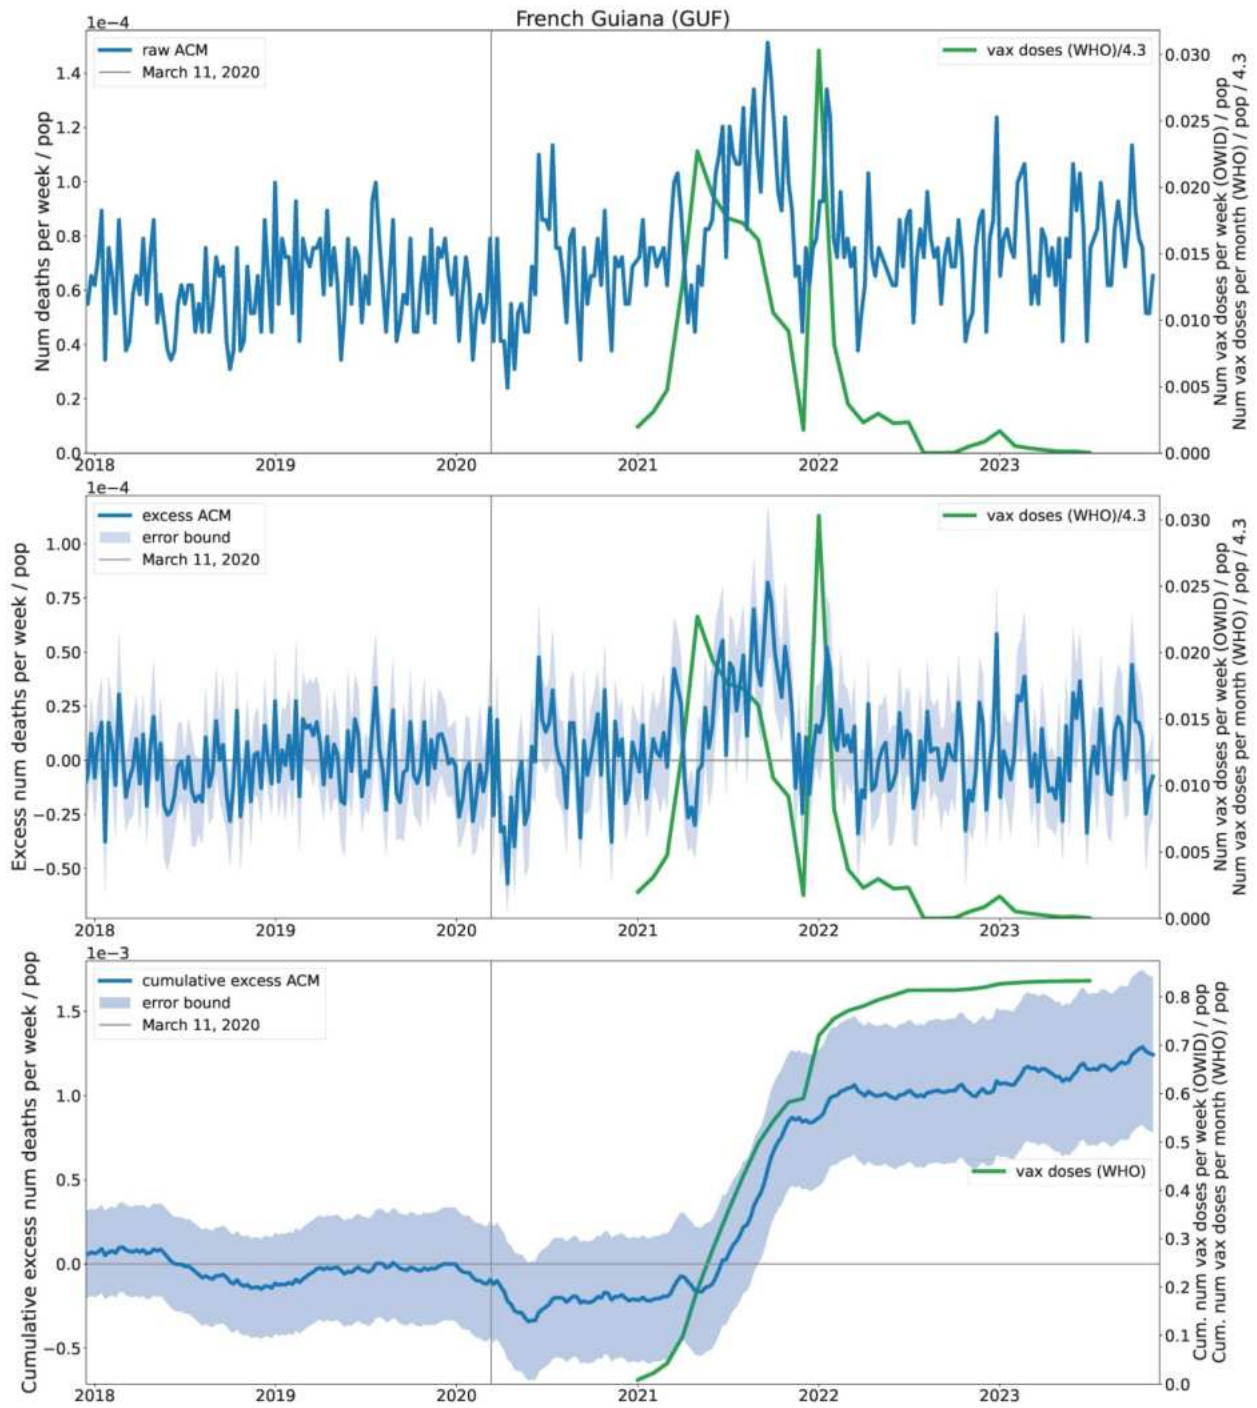 French Guiana (GUF)
1e−4
raw ACM
March 11, 2020
vax doses (WHO)/4.3
Num deaths per week / pop
1.4
1.2
1.0
0.8
0.6
0.4
0.2
0.0
0.030
0.025
0.020
0.015
0.010
0.005
0.000
Num vax doses per week (OWID) / pop
Num vax doses per month (WHO) / pop / 4.3
2018 2019 2020 2021 2022 2023
1e−4
excess ACM
error bound
March 11, 2020
vax doses (WHO)/4.3
Excess num deaths per week / pop
1.00
0.75
0.50
0.25
0.00
−0.25
−0.50
0.030
0.025
0.020
0.015
0.010
0.005
0.000
Num vax doses per week (OWID) / pop
Num vax doses per month (WHO) / pop / 4.3
2018 2019 2020 2021 2022 2023
1e−3
cumulative excess ACM
error bound
March 11, 2020
vax doses (WHO)
Cumulative excess num deaths per week / pop
1.5
1.0
0.5
0.0
−0.5
0.8
0.7
0.6
0.5
0.4
0.3
0.2
0.1
0.0
Cum. num vax doses per week (OWID) / pop
Cum. num vax doses per month (WHO) / pop
2018 2019 2020 2021 2022 2023